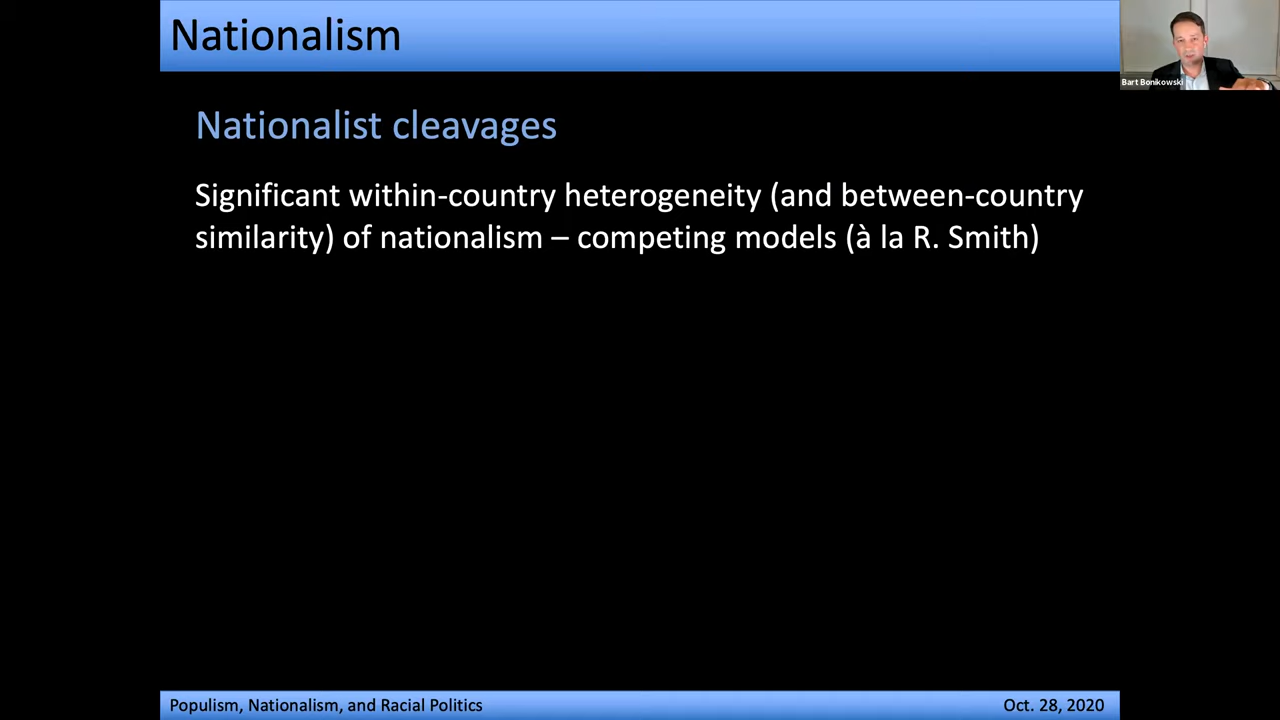 Nationalism
Bart Bonikowski
Nationalist cleavages
Significant within-country heterogeneity (and between-country
similarity) of nationalism – competing models (à la R. Smith)
Populism, Nationalism, and Racial Politics
Oct. 28, 2020